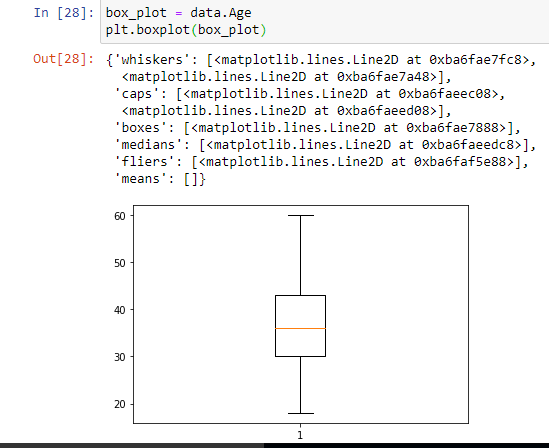 In [28]: box_plot = data.Age
plt.boxplot(box_plot)
Out[28]: {'whiskers': [<matplotlib.lines.Line2D at 0xba6fae7fc8>,
<matplotlib.lines.Line2D at 0xba6fae7a48>],
'caps': [<matplotlib.lines.Line2D at 0xba6faeec08>,
<matplotlib.lines.Line2D at 0xba6faeed08>],
'boxes': [<matplotlib.lines.Line2D at 0xba6fae7888>],
'medians': [<matplotlib.lines.Line2D at 0xba6faeedc8>],
'fliers': [<matplotlib.lines.Line2D at 0xba6faf5e88>],
'means': []}
60
50
40
30
20
1